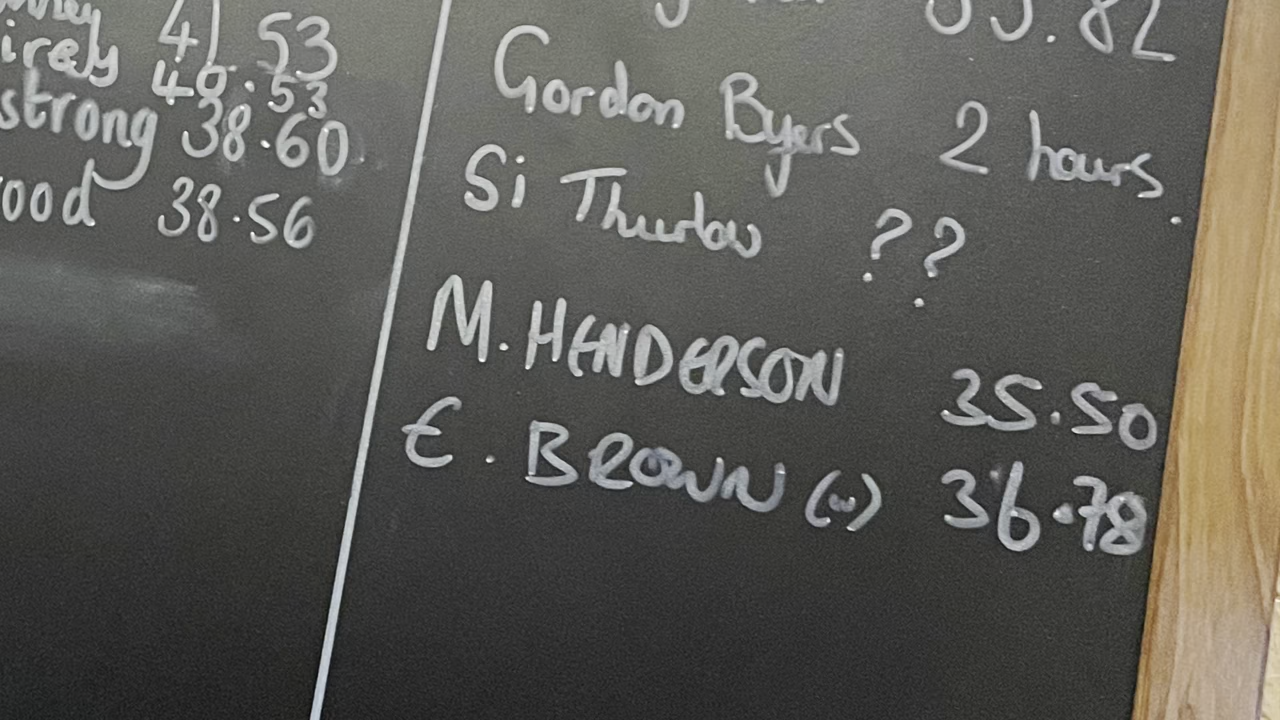 41.53
40.53
strong 38.60
ood 38.56
Gordon Byers 2 hours.
Si Thurlow ??
M. HENDERSON 35.50
E. BROWN (w) 36.78